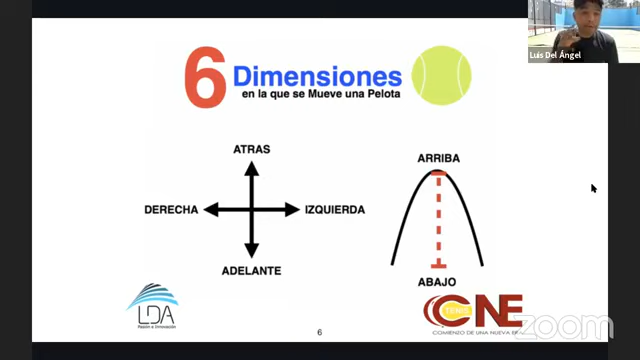 Luis Del Ángel
6 Dimensiones
en la que se Mueve una Pelota
ATRAS
DERECHA
IZQUIERDA
ADELANTE
ARRIBA
ABAJO
LDA
Pasión e Innovación
TENIS
CNE
COMIENZO DE UNA NUEVA
6
zoom